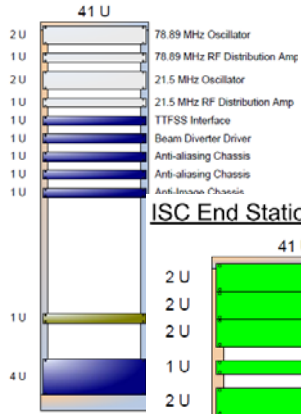 41 U
2 U 78.89 MHz Oscillator
1 U 78.89 MHz RF Distribution Amp
2 U 21.5 MHz Oscillator
1 U 21.5 MHz RF Distribution Amp
1 U TTFSS Interface
1 U Beam Diverter Driver
1 U Anti-aliasing Chassis
1 U Anti-aliasing Chassis
1 U Anti-Image Chassis
1 U
4 U
ISC End Static
41
2 U
2 U
2 U
1 U
2 U